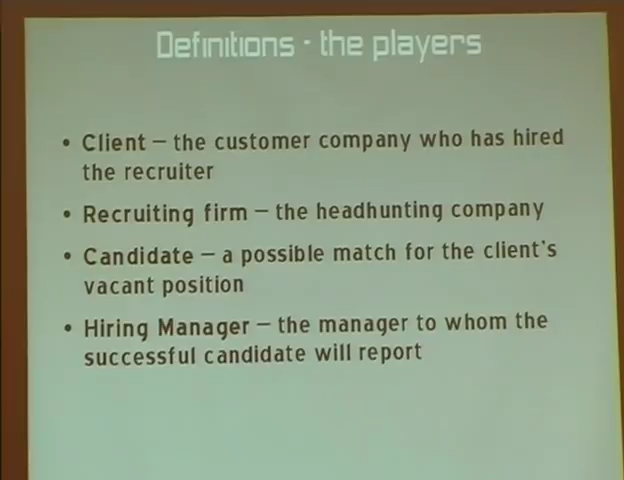 Definitions - the players
• Client – the customer company who has hired
the recruiter
• Recruiting firm – the headhunting company
• Candidate – a possible match for the client's
vacant position
• Hiring Manager – the manager to whom the
successful candidate will report